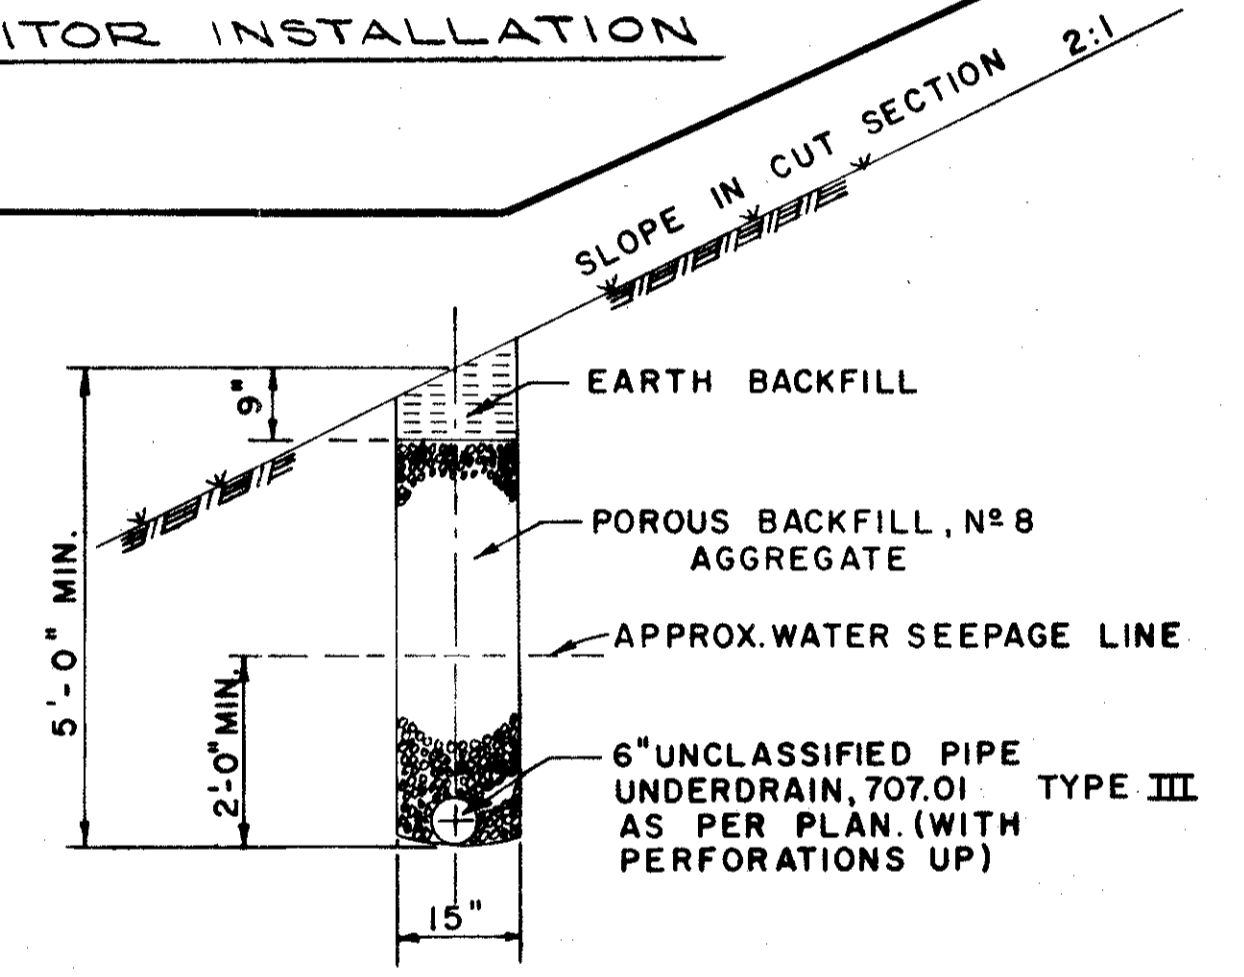 ITOR INSTALLATION
SLOPE IN CUT SECTION 2:1
9"
EARTH BACKFILL
POROUS BACKFILL, Nº 8
AGGREGATE
5'-0" MIN.
APPROX. WATER SEEPAGE LINE
2'-0" MIN.
6" UNCLASSIFIED PIPE
UNDERDRAIN, 707.01 TYPE III
AS PER PLAN. (WITH
PERFORATIONS UP)
15"